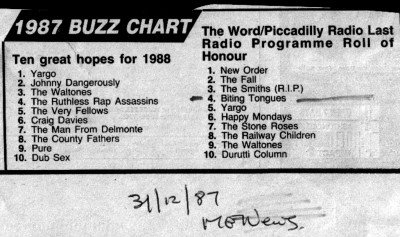 1987 BUZZ CHART
Ten great hopes for 1988
1. Yargo
2. Johnny Dangerously
3. The Waltones
4. The Ruthless Rap Assassins
5. The Very Fellows
6. Craig Davies
7. The Man From Delmonte
8. The County Fathers
9. Pure
10. Dub Sex
The Word/Piccadilly Radio Last
Radio Programme Roll of
Honour
1. New Order
2. The Fall
3. The Smiths (R.I.P.)
4. Biting Tongues
5. Yargo
6. Happy Mondays
7. The Stone Roses
8. The Railway Children
9. The Waltones
10. Durutti Column
31/12/87
MENews.